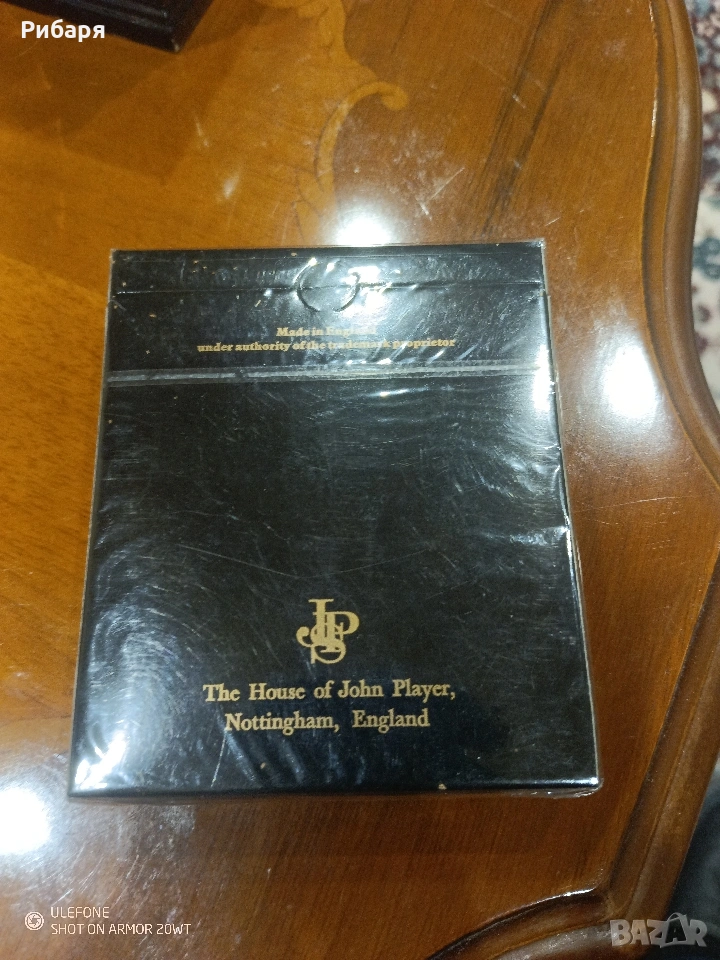 Рибаря
Made in England
under authority of the trademark proprietor
JPS
The House of John Player,
Nottingham, England
ULEFONE
SHOT ON ARMOR 20WT
BAZAR